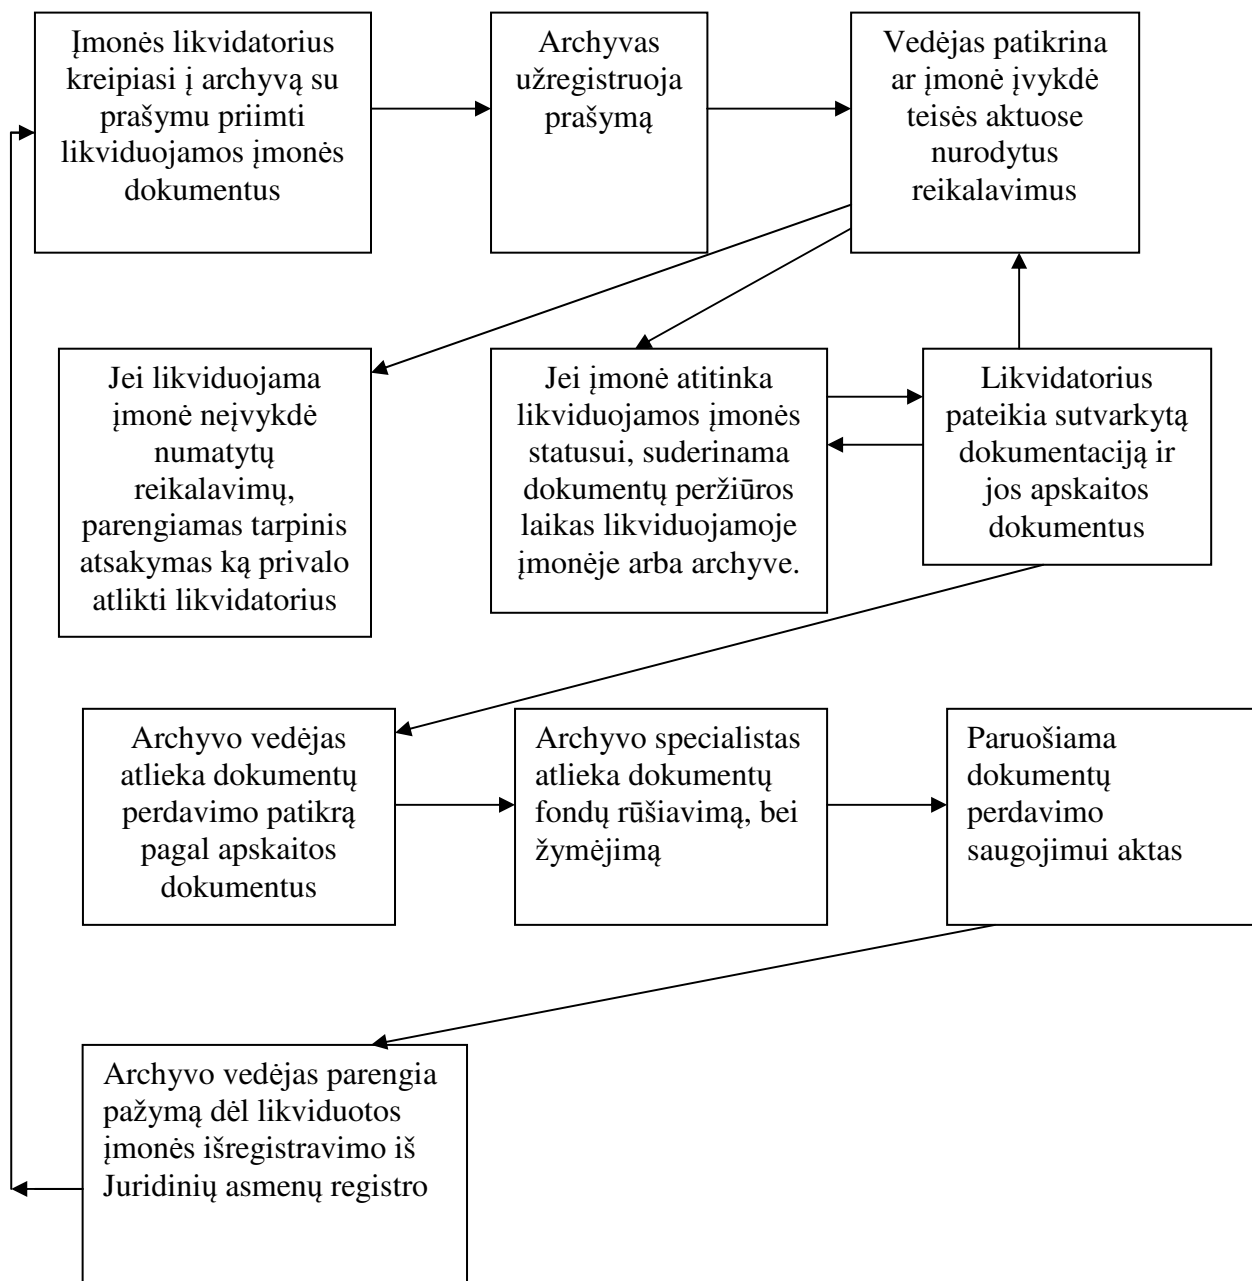 Įmonės likvidatorius
kreipiasi į archyvą su
prašymu priimti
likviduojamos įmonės
dokumentus
Archyvas
užregistruoja
prašymą
Vedėjas patikrina
ar įmonė įvykdė
teisės aktuose
nurodytus
reikalavimus
Jei likviduojama
įmonė neįvykdė
numatytų
reikalavimų,
parengiamas tarpinis
atsakymas ką privalo
atlikti likvidatorius
Jei įmonė atitinka
likviduojamos įmonės
statusui, suderinama
dokumentų peržiūros
laikas likviduojamoje
įmonėje arba archyve.
Likvidatorius
pateikia sutvarkytą
dokumentaciją ir
jos apskaitos
dokumentus
Archyvo vedėjas
atlieka dokumentų
perdavimo patikrą
pagal apskaitos
dokumentus
Archyvo specialistas
atlieka dokumentų
fondų rūšiavimą, bei
žymėjimą
Paruošiama
dokumentų
perdavimo
saugojimui aktas
Archyvo vedėjas parengia
pažymą dėl likviduotos
įmonės išregistravimo iš
Juridinių asmenų registro